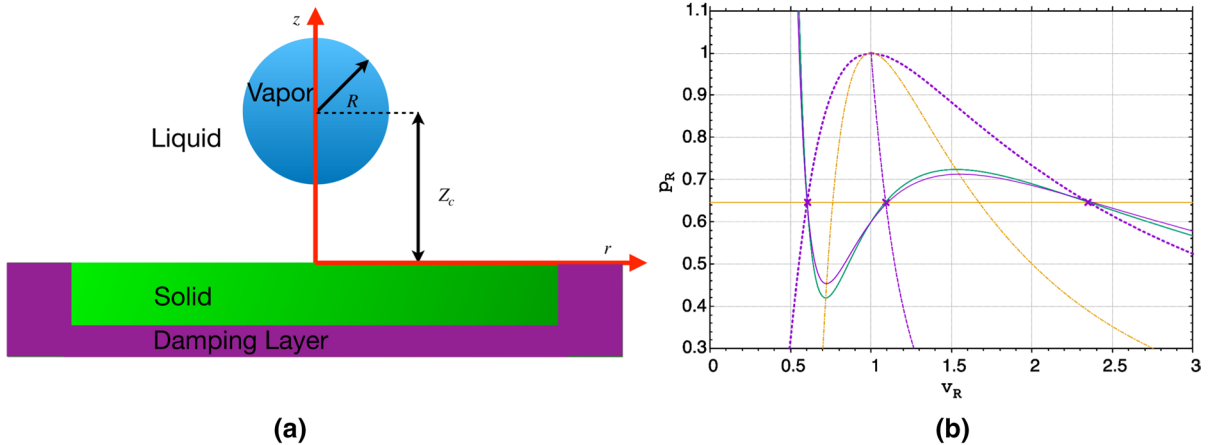 z
Vapor
R
Liquid
Z_c
r
Solid
Damping Layer
(a)
1.1
1
0.9
0.8
0.7
0.6
0.5
0.4
0.3
p_R
0 0.5 1 1.5 2 2.5 3
v_R
(b)